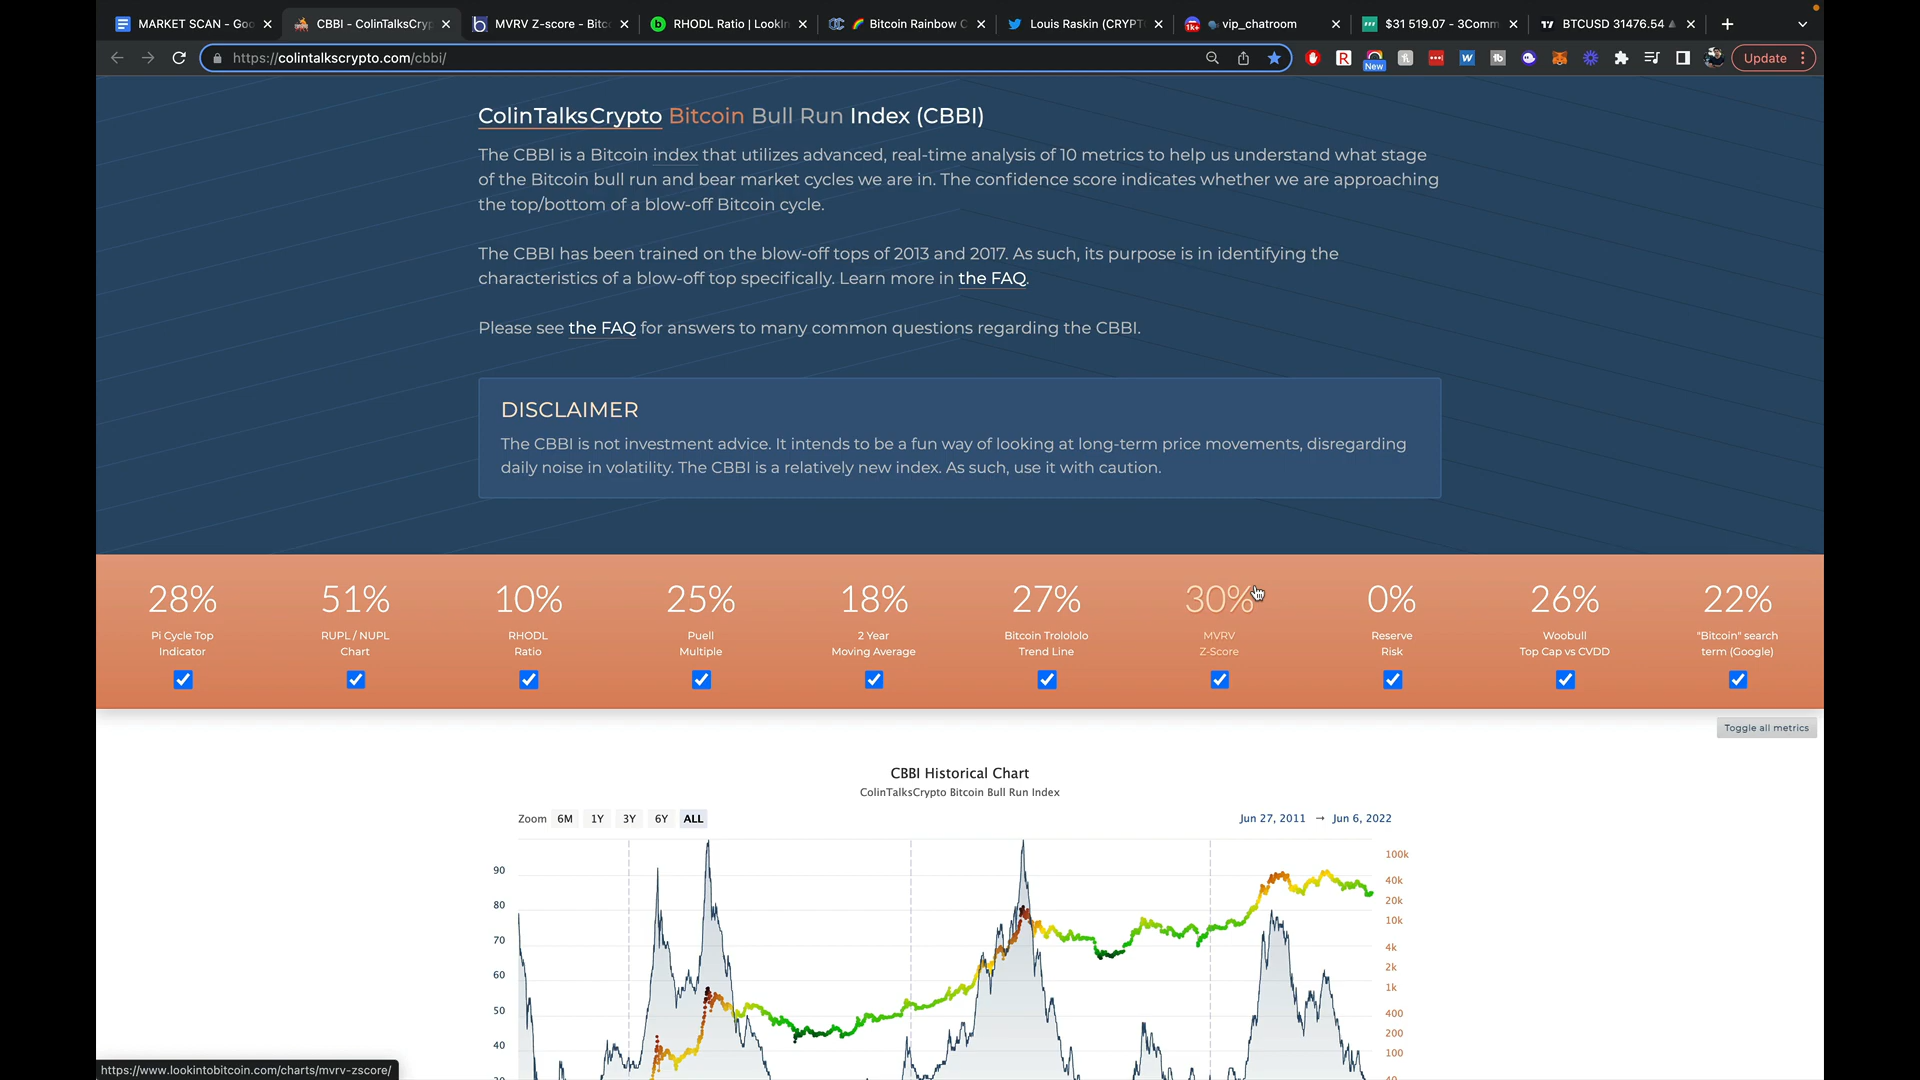 MARKET SCAN - Goo
CBBI - ColinTalksCryp
MVRV Z-score - Bitc
RHODL Ratio | LookIn
Bitcoin Rainbow C
Louis Raskin (CRYPT
vip_chatroom
$31 519.07 - 3Comm
BTCUSD 31476.54
https://colintalkscrypto.com/cbbi/
New
Update
ColinTalksCrypto Bitcoin Bull Run Index (CBBI)
The CBBI is a Bitcoin index that utilizes advanced, real-time analysis of 10 metrics to help us understand what stage
of the Bitcoin bull run and bear market cycles we are in. The confidence score indicates whether we are approaching
the top/bottom of a blow-off Bitcoin cycle.
The CBBI has been trained on the blow-off tops of 2013 and 2017. As such, its purpose is in identifying the
characteristics of a blow-off top specifically. Learn more in the FAQ.
Please see the FAQ for answers to many common questions regarding the CBBI.
DISCLAIMER
The CBBI is not investment advice. It intends to be a fun way of looking at long-term price movements, disregarding
daily noise in volatility. The CBBI is a relatively new index. As such, use it with caution.
28% 51% 10% 25% 18% 27% 30% 0% 26% 22%
Pi Cycle Top RUPL / NUPL RHODL Puell 2 Year Bitcoin Trolololo MVRV Reserve Woobull "Bitcoin" search
Indicator Chart Ratio Multiple Moving Average Trend Line Z-Score Risk Top Cap vs CVDD term (Google)
Toggle all metrics
CBBI Historical Chart
ColinTalksCrypto Bitcoin Bull Run Index
Zoom 6M 1Y 3Y 6Y ALL
Jun 27, 2011 → Jun 6, 2022
100k
90
40k
80
20k
10k
70
4k
60
2k
1k
50
400
200
40
100
https://www.lookintobitcoin.com/charts/mvrv-zscore/